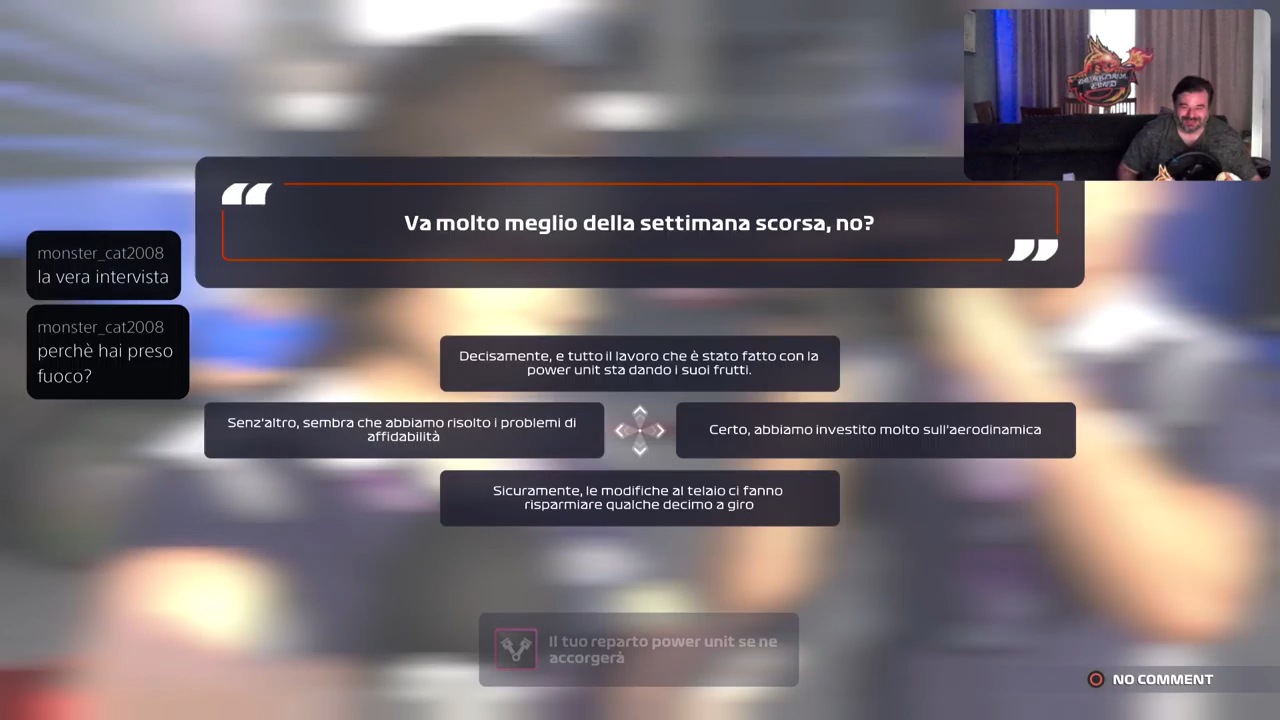 Va molto meglio della settimana scorsa, no?
monster_cat2008
la vera intervista
monster_cat2008
perchè hai preso
fuoco?
Decisamente, e tutto il lavoro che è stato fatto con la
power unit sta dando i suoi frutti.
Senz'altro, sembra che abbiamo risolto i problemi di
affidabilità
Certo, abbiamo investito molto sull'aerodinamica
Sicuramente, le modifiche al telaio ci fanno
risparmiare qualche decimo a giro
Il tuo reparto power unit se ne
accorgerà
NO COMMENT